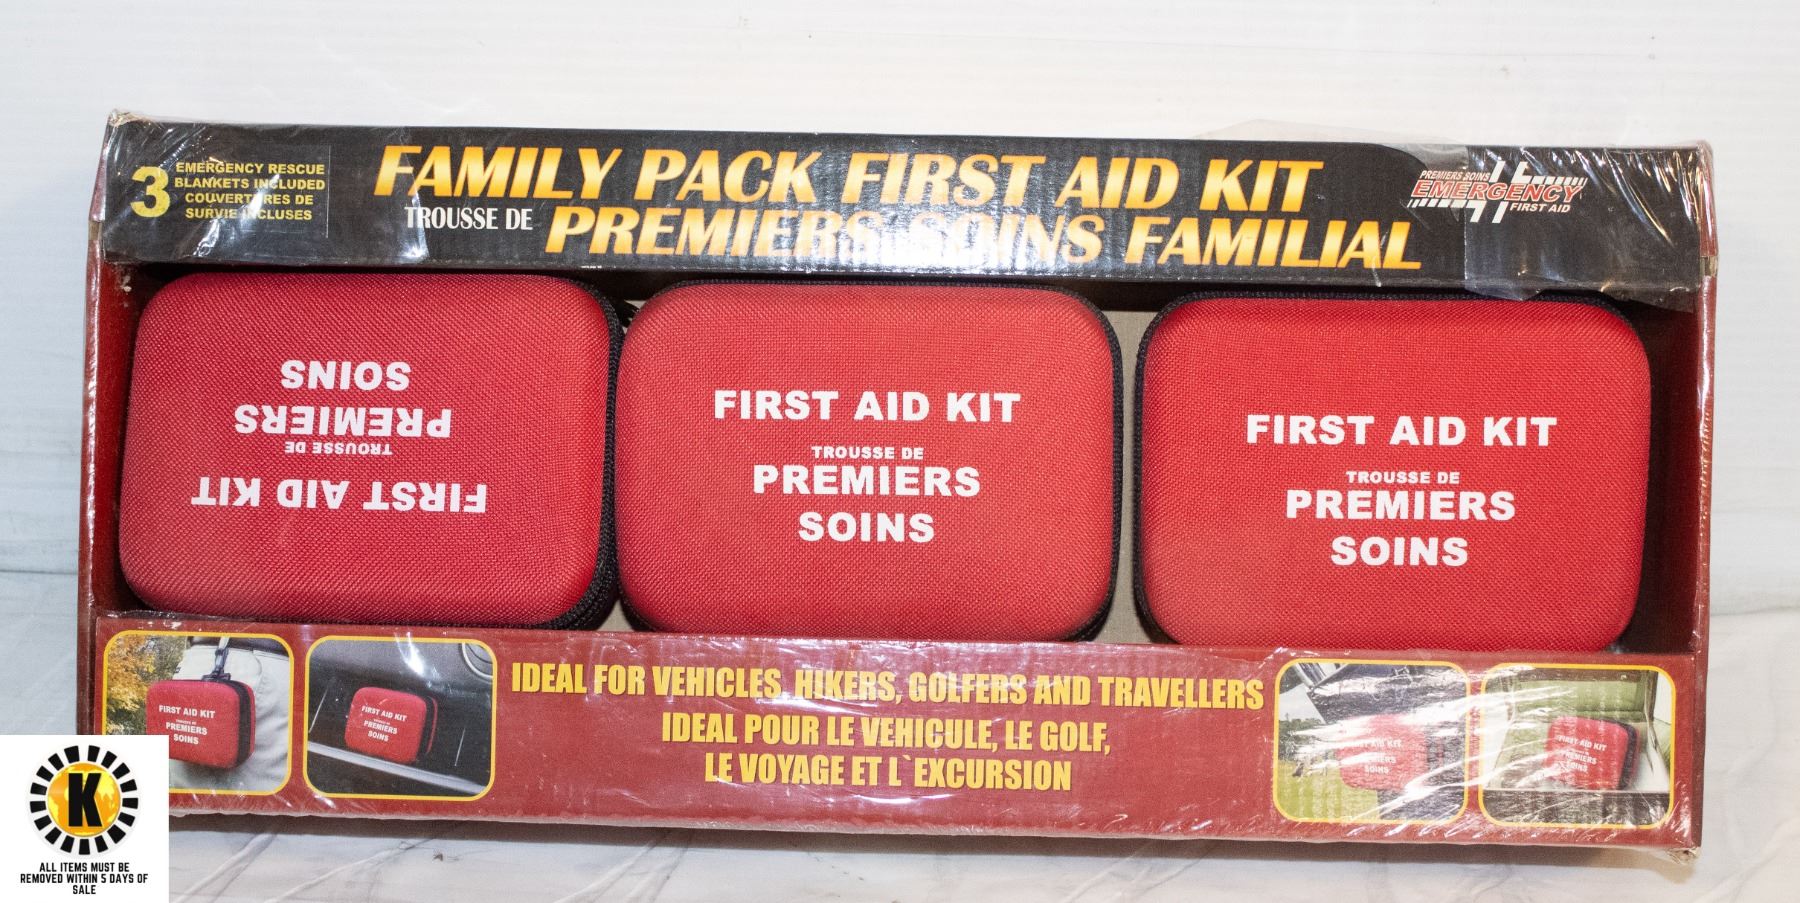 3
EMERGENCY RESCUE
BLANKETS INCLUDED
COUVERTURES DE
SURVIE INCLUSES
FAMILY PACK FIRST AID KIT
TROUSSE DE PREMIERS SOINS FAMILIAL
PREMIERS SOINS
EMERGENCY
FIRST AID
FIRST AID KIT
TROUSSE DE
PREMIERS
SOINS
FIRST AID KIT
TROUSSE DE
PREMIERS
SOINS
FIRST AID KIT
TROUSSE DE
PREMIERS
SOINS
FIRST AID KIT
TROUSSE DE
PREMIERS
SOINS
FIRST AID KIT
TROUSSE DE
PREMIERS
SOINS
IDEAL FOR VEHICLES, HIKERS, GOLFERS AND TRAVELLERS
IDEAL POUR LE VEHICULE, LE GOLF,
LE VOYAGE ET L`EXCURSION
FIRST AID KIT
PREMIERS
SOINS
FIRST AID KIT
PREMIERS
SOINS
K
ALL ITEMS MUST BE
REMOVED WITHIN 5 DAYS OF
SALE